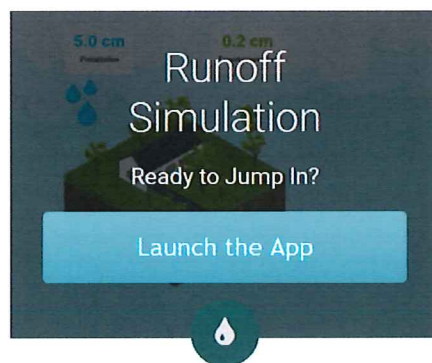 5.0 cm
0.2 cm
Runoff
Simulation
Ready to Jump In?
Launch the App